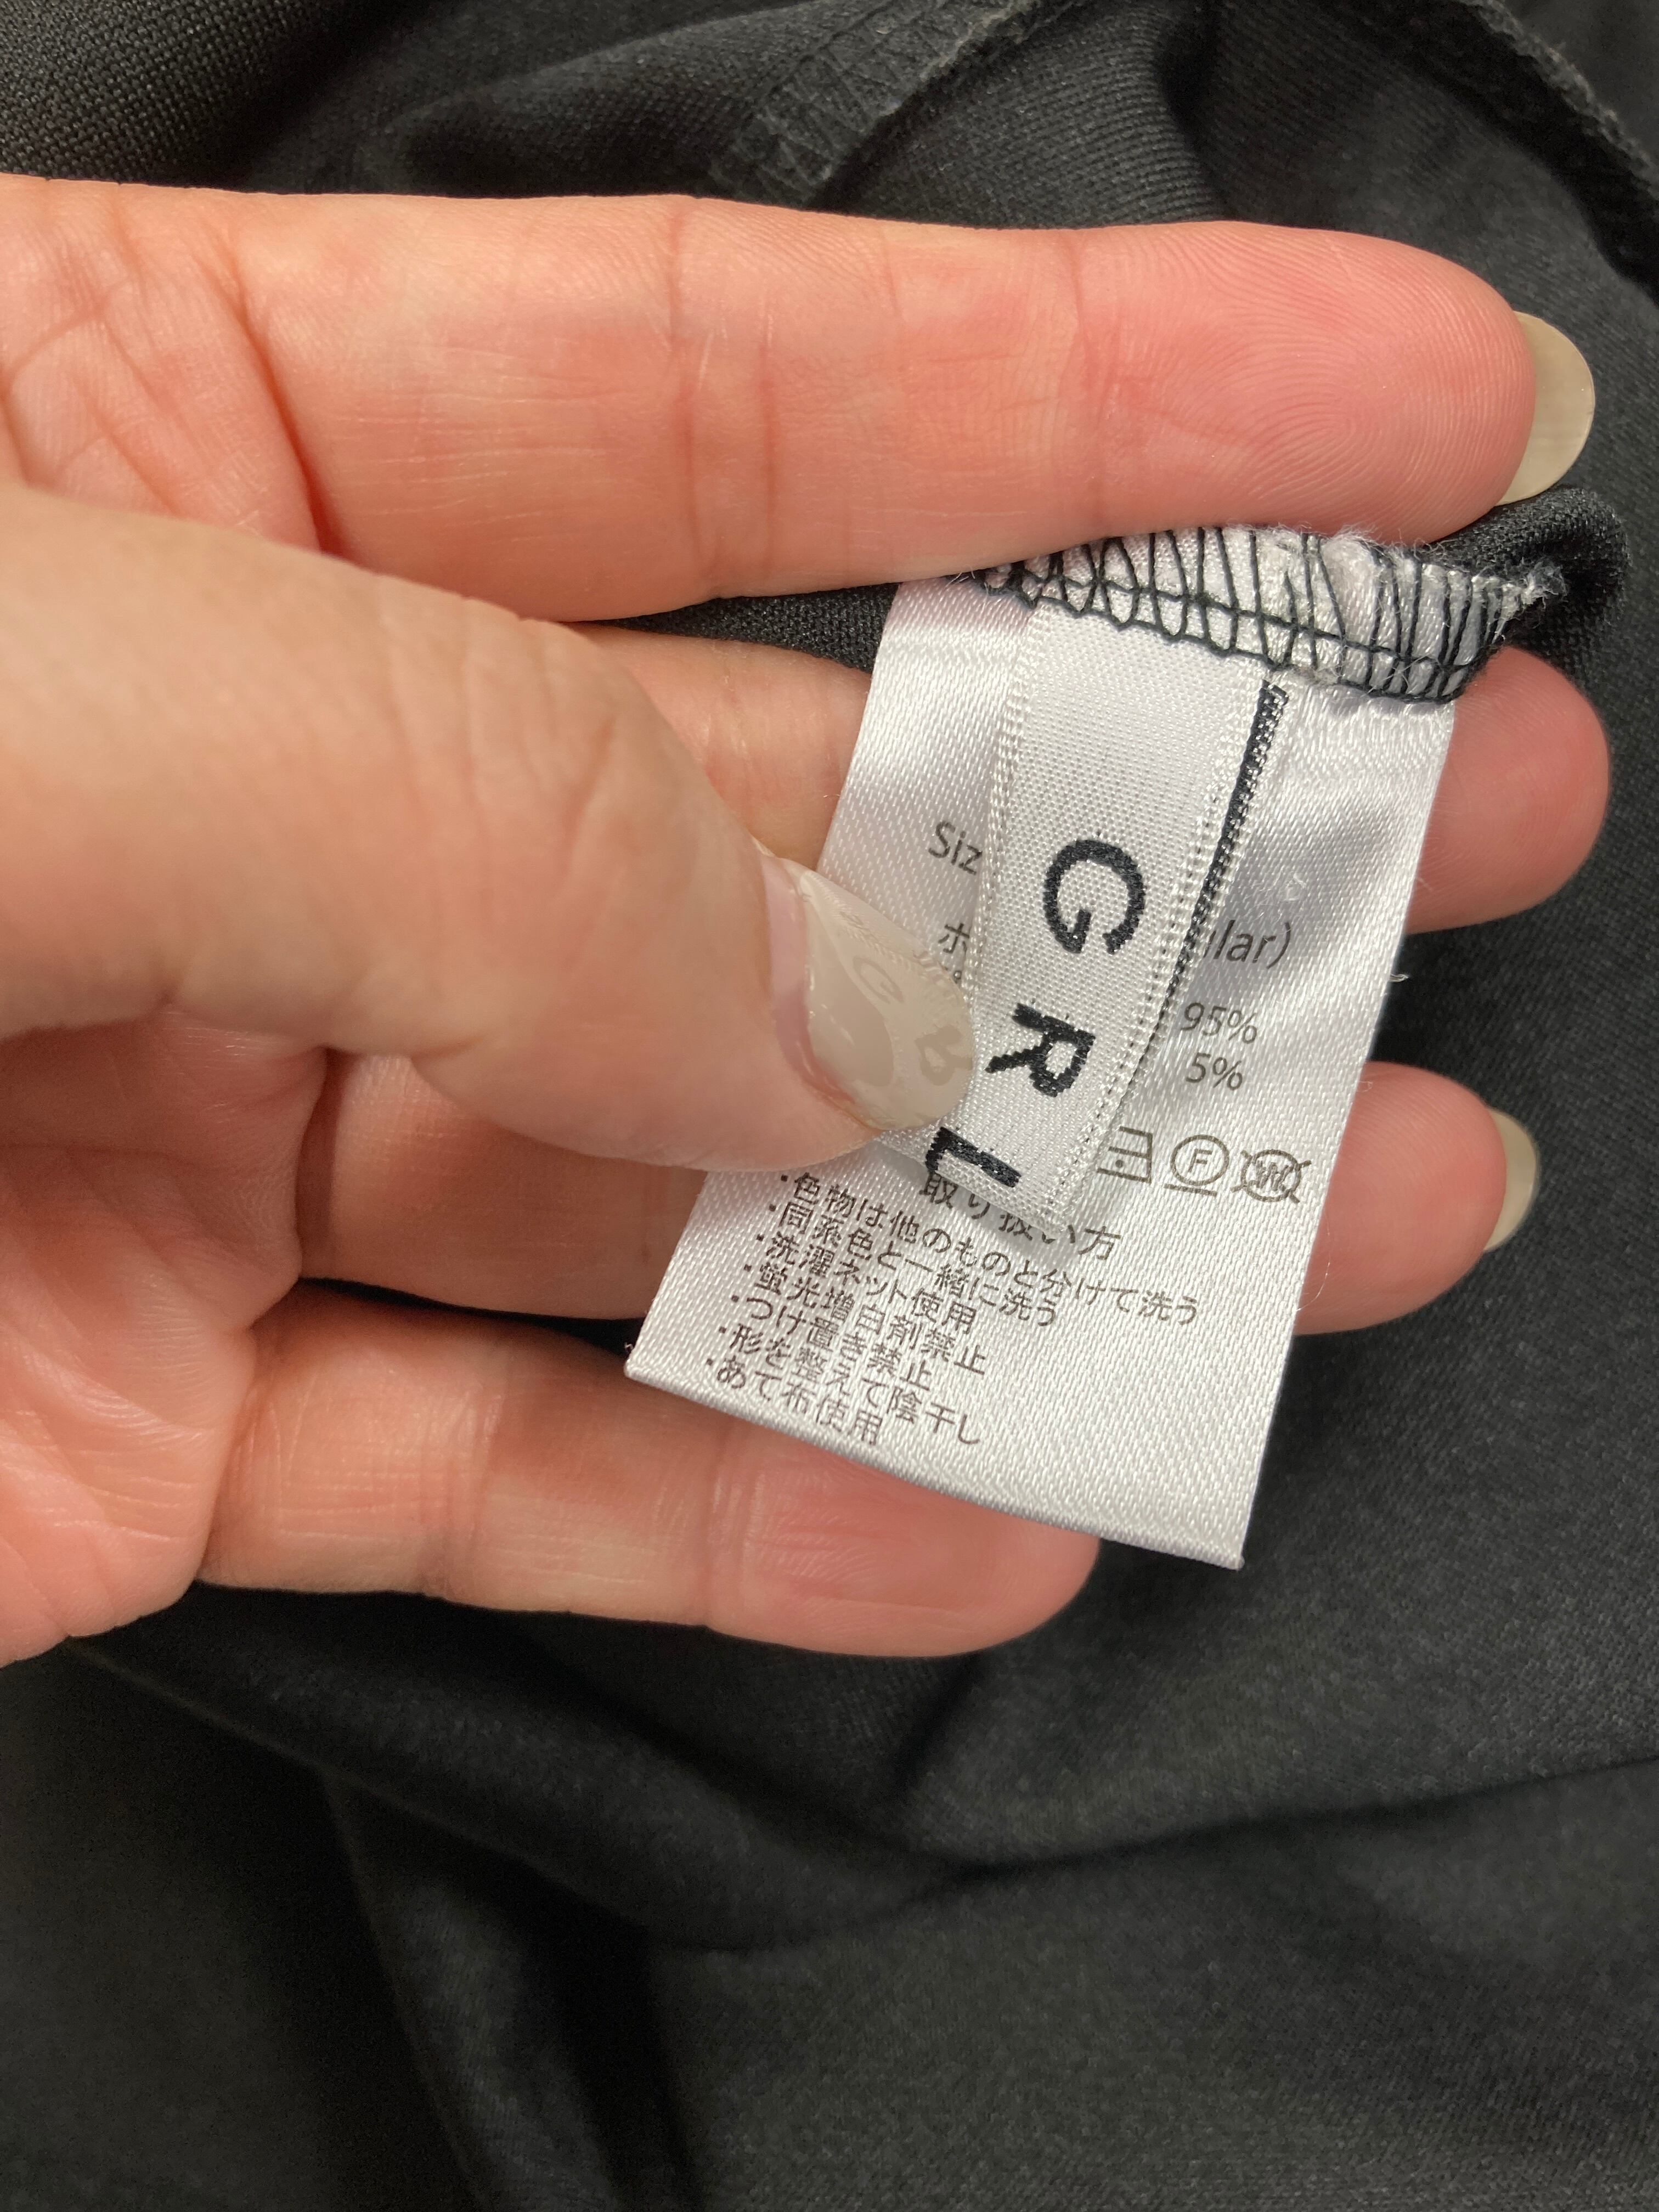 GRL
Siz
ular)
ポ
95%
5%
F
W
取り扱い方
・色物は他のものと分けて洗う
・同系色と一緒に洗う
・洗濯ネット使用
・蛍光増白剤禁止
・つけ置き禁止
・形を整えて陰干し
・あて布使用